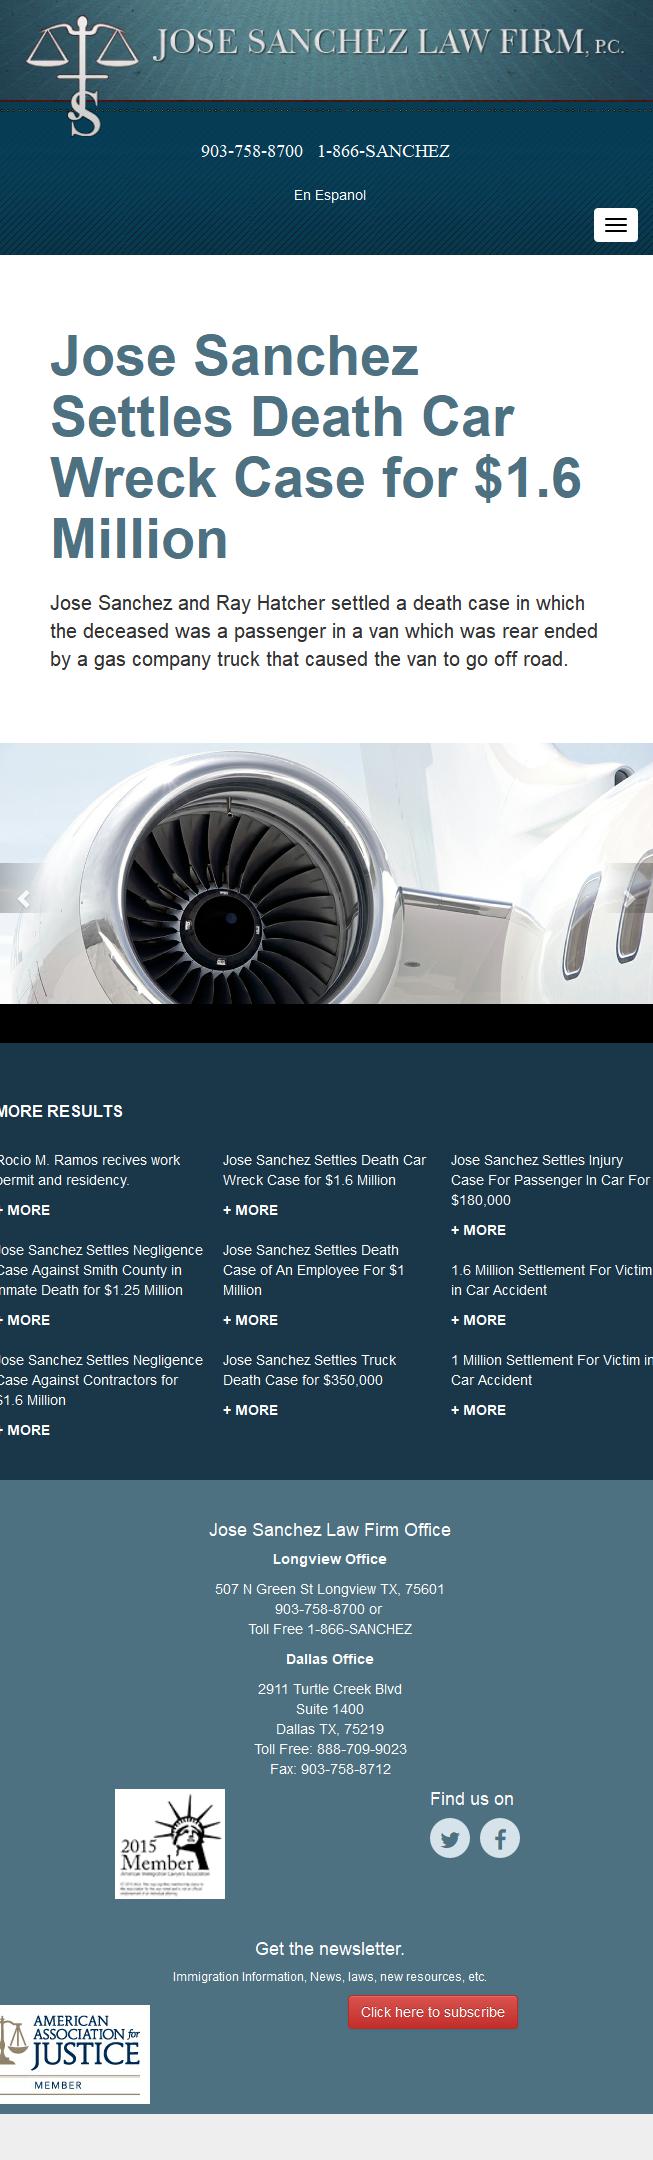 JOSE SANCHEZ LAW FIRM, P.C.
S
903-758-8700 1-866-SANCHEZ
En Espanol
Jose Sanchez
Settles Death Car
Wreck Case for $1.6
Million
Jose Sanchez and Ray Hatcher settled a death case in which
the deceased was a passenger in a van which was rear ended
by a gas company truck that caused the van to go off road.
MORE RESULTS
Rocio M. Ramos recives work
permit and residency.
+ MORE
Jose Sanchez Settles Negligence
Case Against Smith County in
Inmate Death for $1.25 Million
+ MORE
Jose Sanchez Settles Negligence
Case Against Contractors for
$1.6 Million
+ MORE
Jose Sanchez Settles Death Car
Wreck Case for $1.6 Million
+ MORE
Jose Sanchez Settles Death
Case of An Employee For $1
Million
+ MORE
Jose Sanchez Settles Truck
Death Case for $350,000
+ MORE
Jose Sanchez Settles Injury
Case For Passenger In Car For
$180,000
+ MORE
1.6 Million Settlement For Victim
in Car Accident
+ MORE
1 Million Settlement For Victim in
Car Accident
+ MORE
Jose Sanchez Law Firm Office
Longview Office
507 N Green St Longview TX, 75601
903-758-8700 or
Toll Free 1-866-SANCHEZ
Dallas Office
2911 Turtle Creek Blvd
Suite 1400
Dallas TX, 75219
Toll Free: 888-709-9023
Fax: 903-758-8712
2015
Member
American Immigration Lawyers Association
Find us on
Get the newsletter.
Immigration Information, News, laws, new resources, etc.
Click here to subscribe
AMERICAN
ASSOCIATION for
JUSTICE
MEMBER